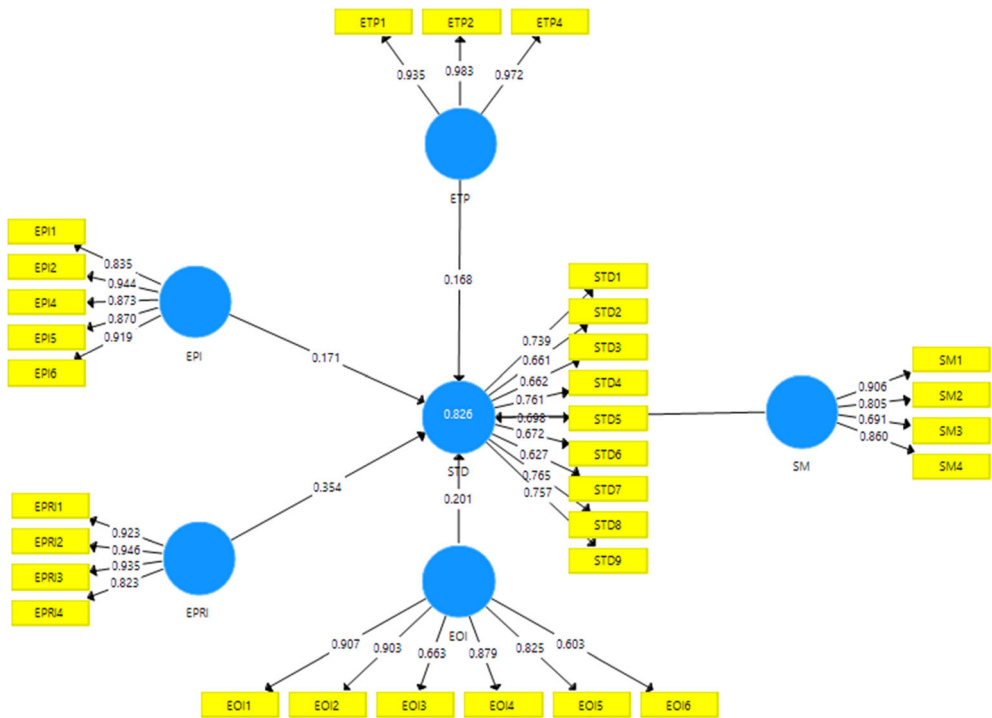 ETP1
ETP2
ETP4
0.935
0.983
0.972
ETP
0.168
EPI1
EPI2
EPI4
EPI5
EPI6
0.835
0.944
0.873
0.870
0.919
EPI
0.171
STD1
STD2
STD3
STD4
STD5
STD6
STD7
STD8
STD9
0.739
0.661
0.662
0.761
0.698
0.672
0.627
0.765
0.757
0.826
STD
SM1
SM2
SM3
SM4
0.906
0.805
0.691
0.860
SM
EPRI1
EPRI2
EPRI3
EPRI4
0.923
0.946
0.935
0.823
EPRI
0.354
0.201
EOI
0.907
0.903
0.663
0.879
0.825
0.603
EOI1
EOI2
EOI3
EOI4
EOI5
EOI6